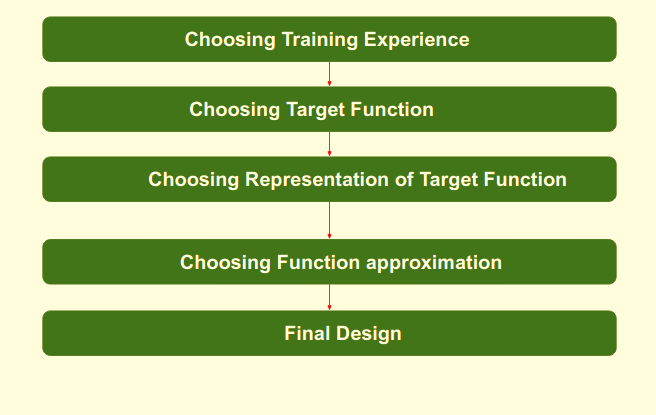 Choosing Training Experience
Choosing Target Function
Choosing Representation of Target Function
Choosing Function approximation
Final Design